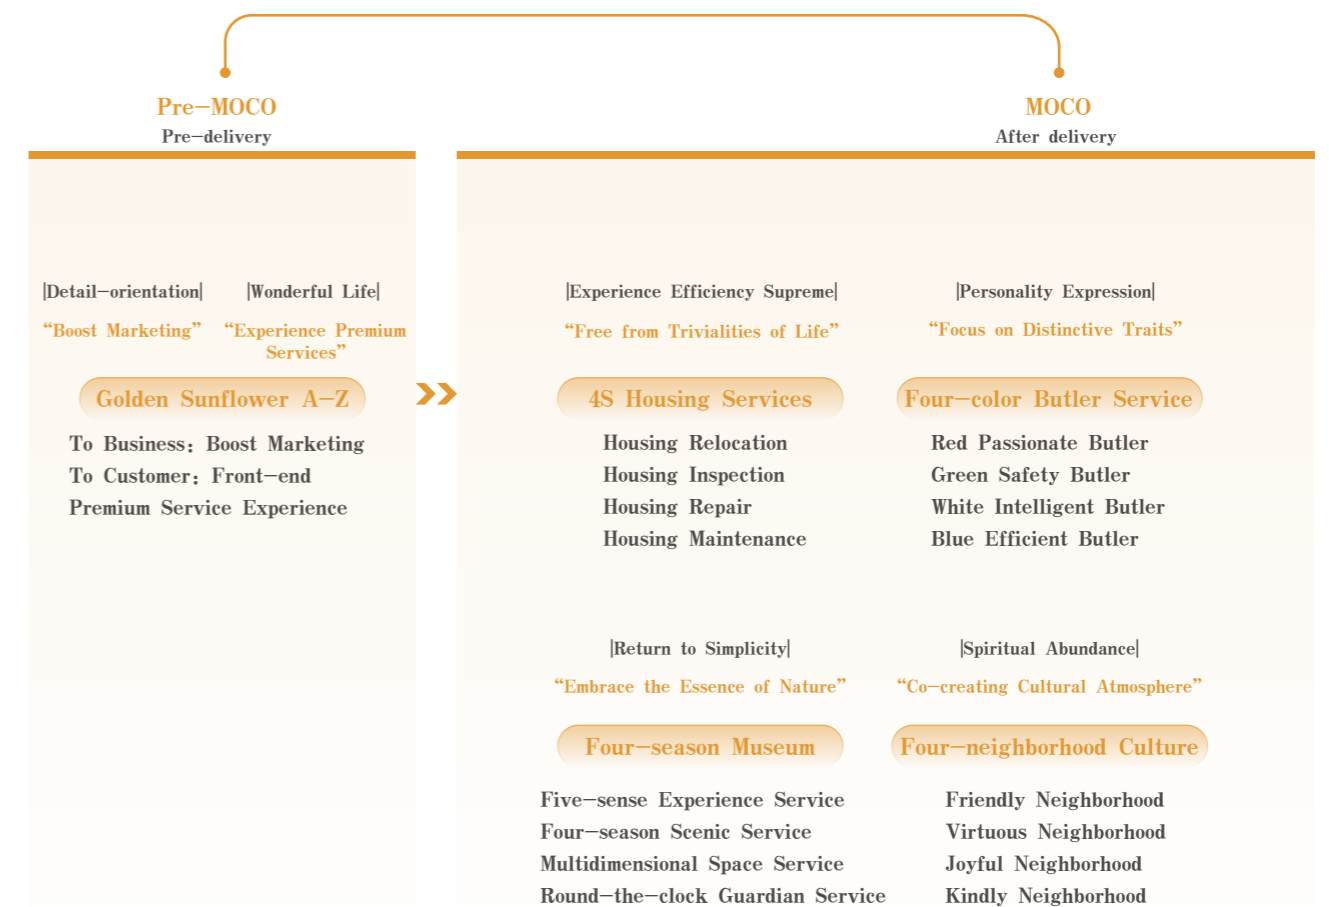 Pre—MOCO
Pre—delivery
MOCO
After delivery
|Detail—orientation|
“Boost Marketing”
|Wonderful Life|
“Experience Premium
Services”
Golden Sunflower A—Z
To Business: Boost Marketing
To Customer: Front—end
Premium Service Experience
|Experience Efficiency Supreme|
“Free from Trivialities of Life”
4S Housing Services
Housing Relocation
Housing Inspection
Housing Repair
Housing Maintenance
|Personality Expression|
“Focus on Distinctive Traits”
Four—color Butler Service
Red Passionate Butler
Green Safety Butler
White Intelligent Butler
Blue Efficient Butler
|Return to Simplicity|
“Embrace the Essence of Nature”
Four—season Museum
Five—sense Experience Service
Four—season Scenic Service
Multidimensional Space Service
Round—the—clock Guardian Service
|Spiritual Abundance|
“Co—creating Cultural Atmosphere”
Four—neighborhood Culture
Friendly Neighborhood
Virtuous Neighborhood
Joyful Neighborhood
Kindly Neighborhood